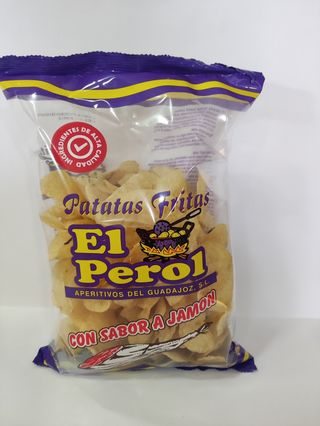 INGREDIENTES DE ALTA CALIDAD
Patatas Fritas
El
Perol
APERITIVOS DEL GUADAJOZ, S.L.
CON SABOR A JAMON